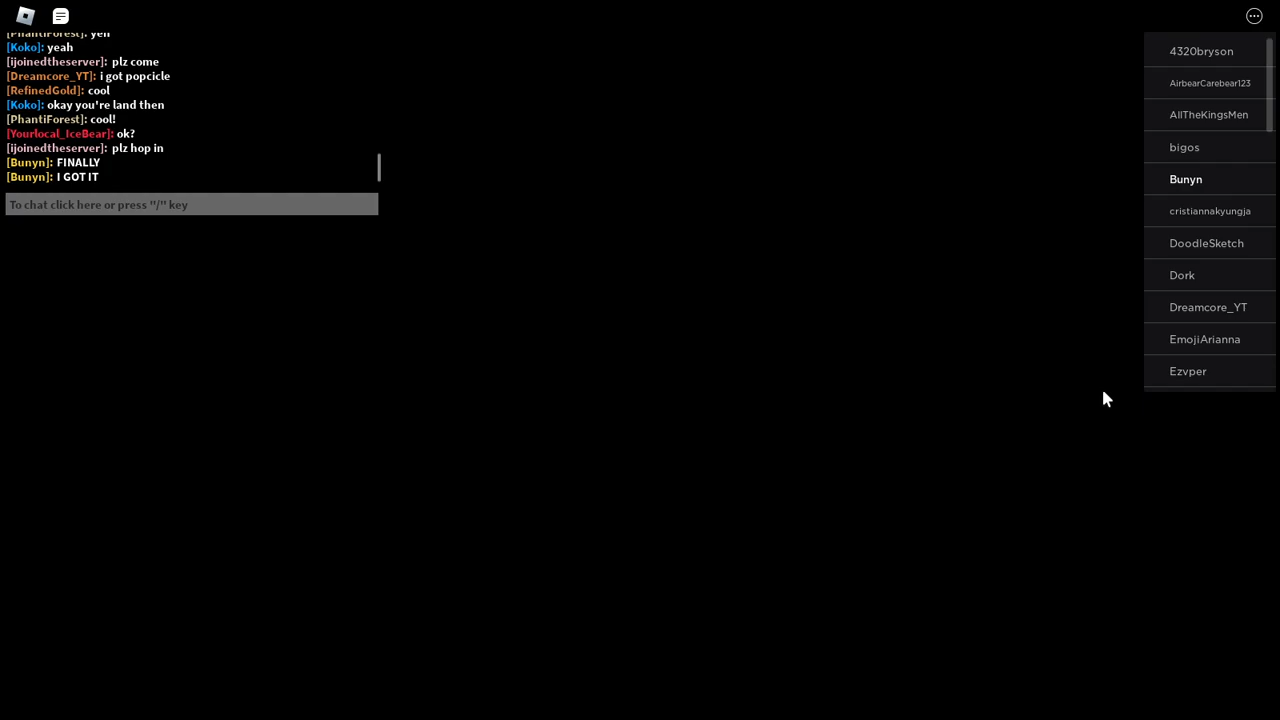 [PhantiForest]: yeh
[Koko]: yeah
[ijoinedtheserver]: plz come
[Dreamcore_YT]: i got popcicle
[RefinedGold]: cool
[Koko]: okay you're land then
[PhantiForest]: cool!
[Yourlocal_IceBear]: ok?
[ijoinedtheserver]: plz hop in
[Bunyn]: FINALLY
[Bunyn]: I GOT IT
To chat click here or press "/" key
4320bryson
AirbearCarebear123
AllTheKingsMen
bigos
Bunyn
cristiannakyungja
DoodleSketch
Dork
Dreamcore_YT
EmojiArianna
Ezvper